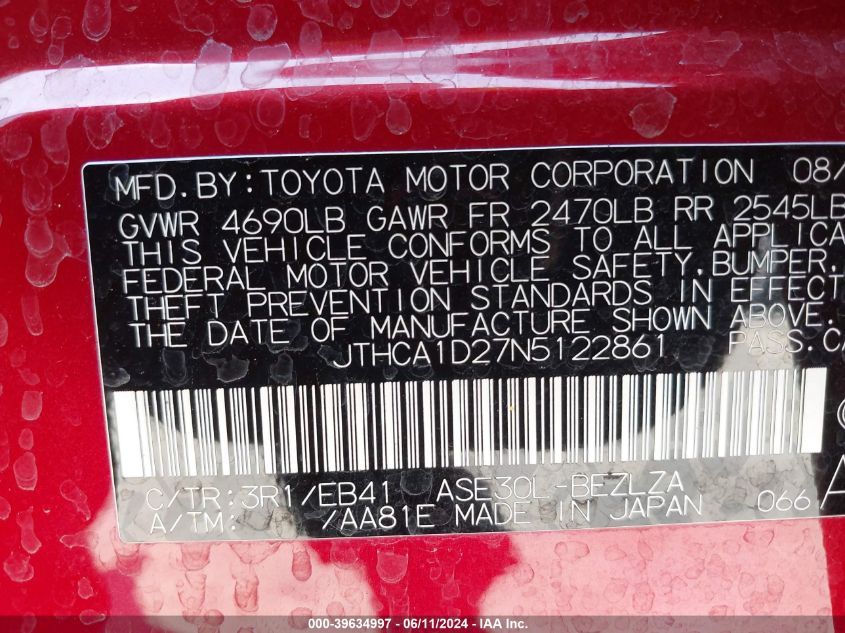 MFD. BY: TOYOTA MOTOR CORPORATION 08/
GVWR 4690LB GAWR FR 2470LB RR 2545LB
THIS VEHICLE CONFORMS TO ALL APPLICA
FEDERAL MOTOR VEHICLE SAFETY, BUMPER,
THEFT PREVENTION STANDARDS IN EFFECT
THE DATE OF MANUFACTURE SHOWN ABOVE.
JTHCA1D27N5122861 PASS. CA
C/TR: 3R1/EB41 ASE30L-BEZLZA
A/TM: /AA81E MADE IN JAPAN 066 A
000-39634997 - 06/11/2024 - IAA Inc.